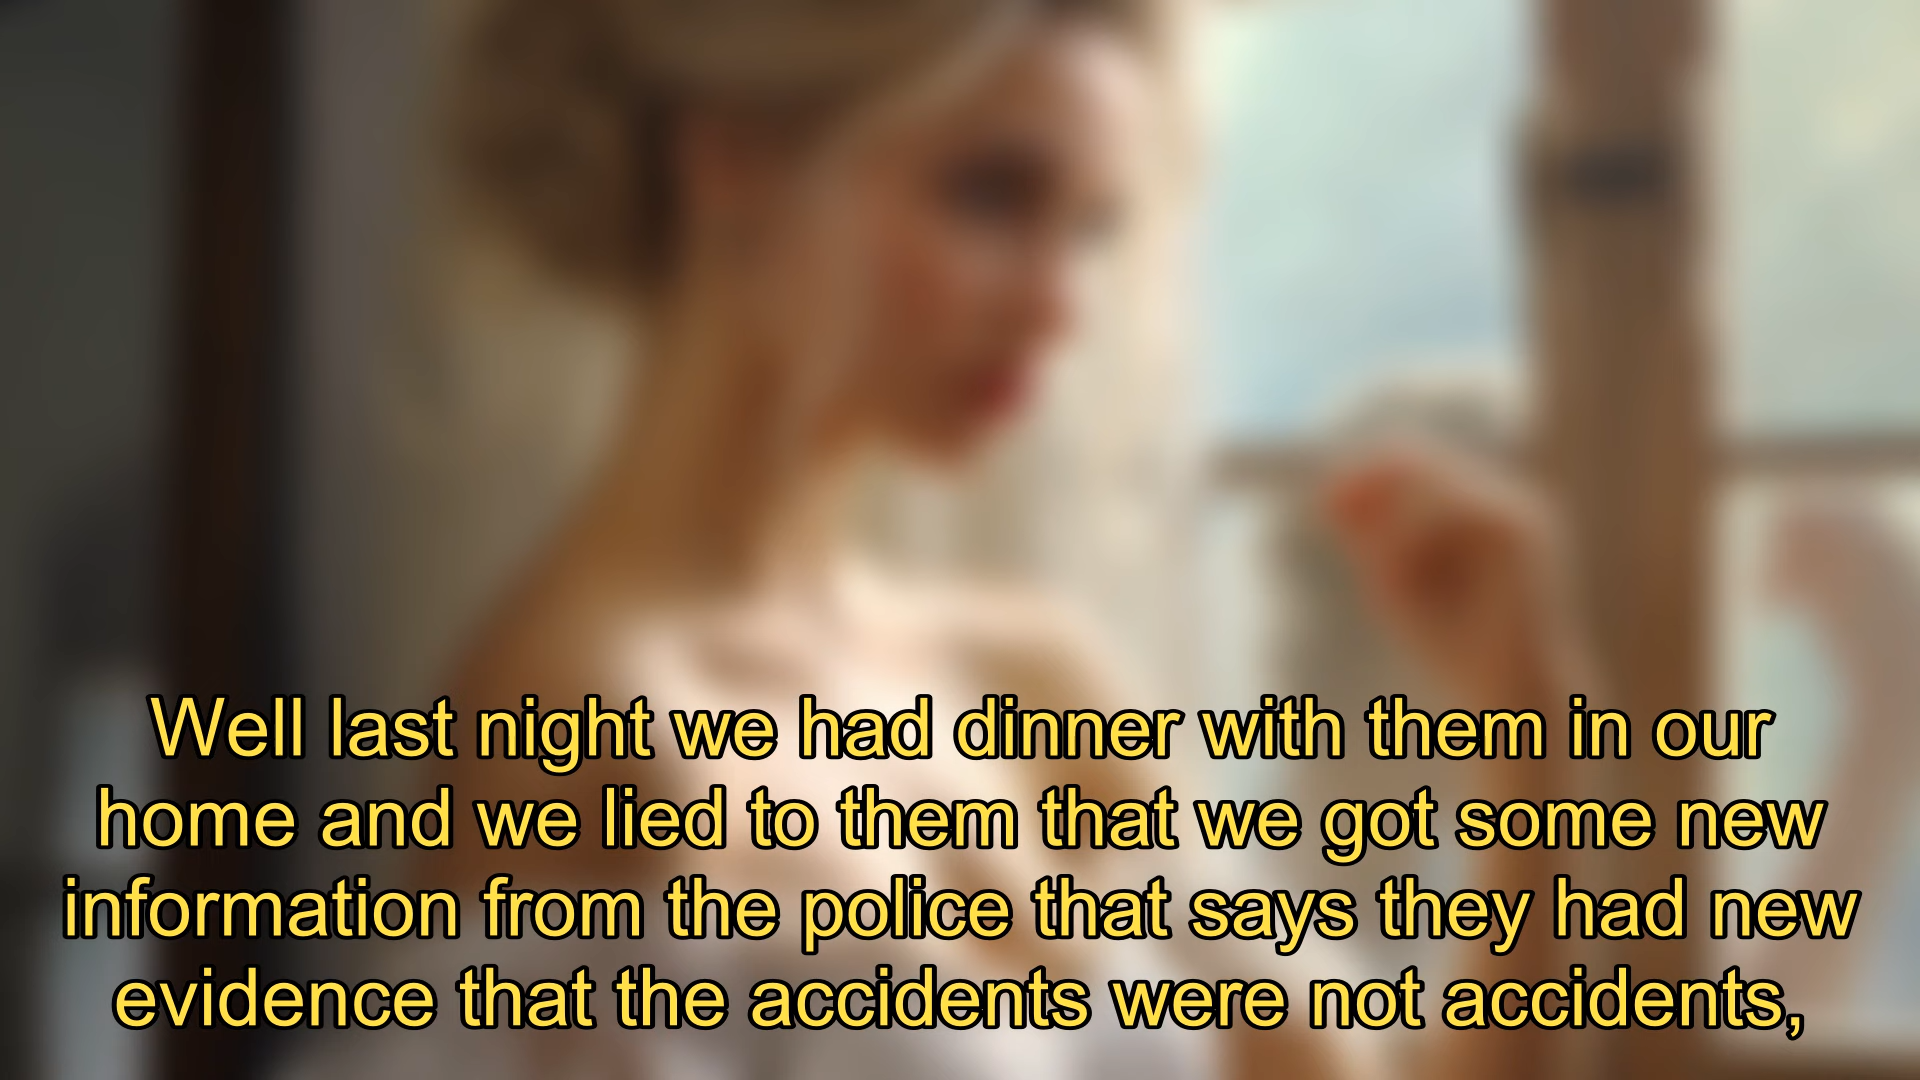 Well last night we had dinner with them in our
home and we lied to them that we got some new
information from the police that says they had new
evidence that the accidents were not accidents,